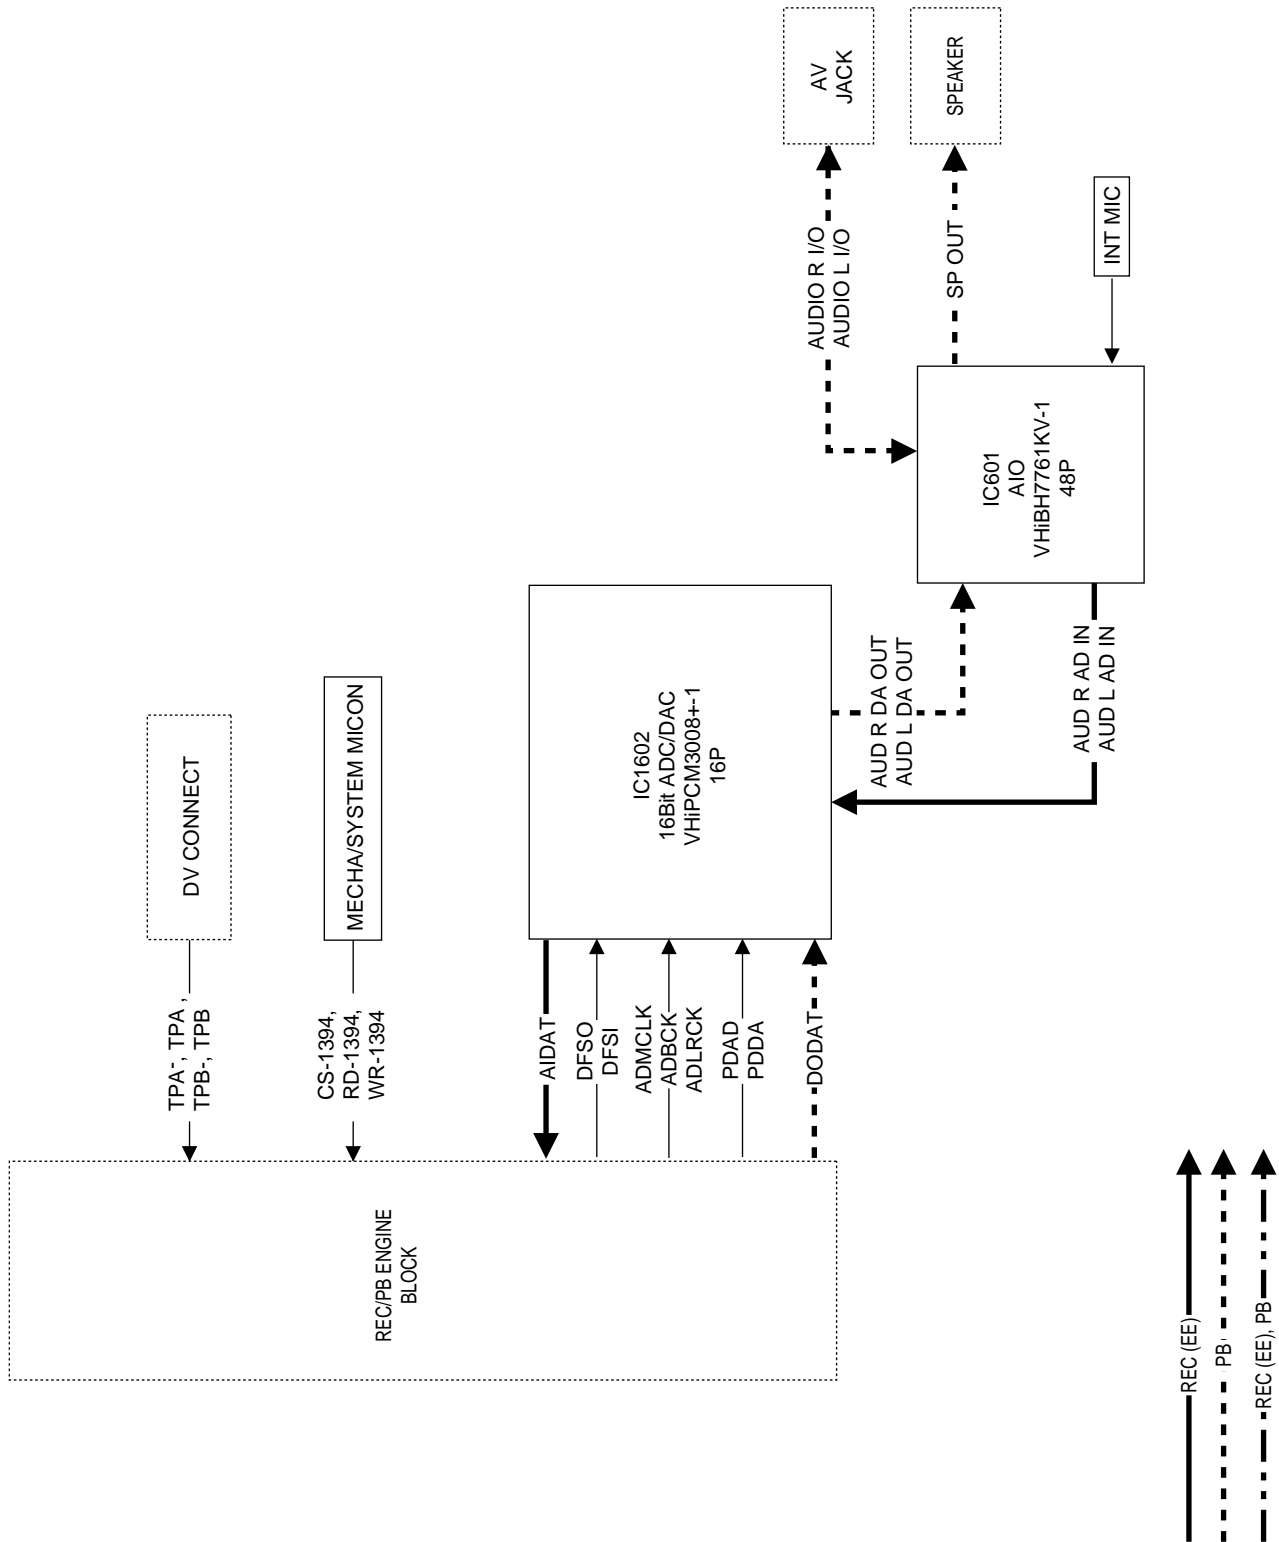 REC/PB ENGINE
BLOCK
TPA-, TPA ,
TPB-, TPB
DV CONNECT
CS-1394,
RD-1394,
WR-1394
MECHA/SYSTEM MICON
AIDAT
DFSO
DFSI
ADMCLK
ADBCK
ADLRCK
PDAD
PDDA
DODAT
IC1602
16Bit ADC/DAC
VHiPCM3008+-1
16P
AUD R DA OUT
AUD L DA OUT
AUD R AD IN
AUD L AD IN
IC601
AIO
VHiBH7761KV-1
48P
AUDIO R I/O
AUDIO L I/O
SP OUT
INT MIC
AV
JACK
SPEAKER
REC (EE)
PB
REC (EE), PB